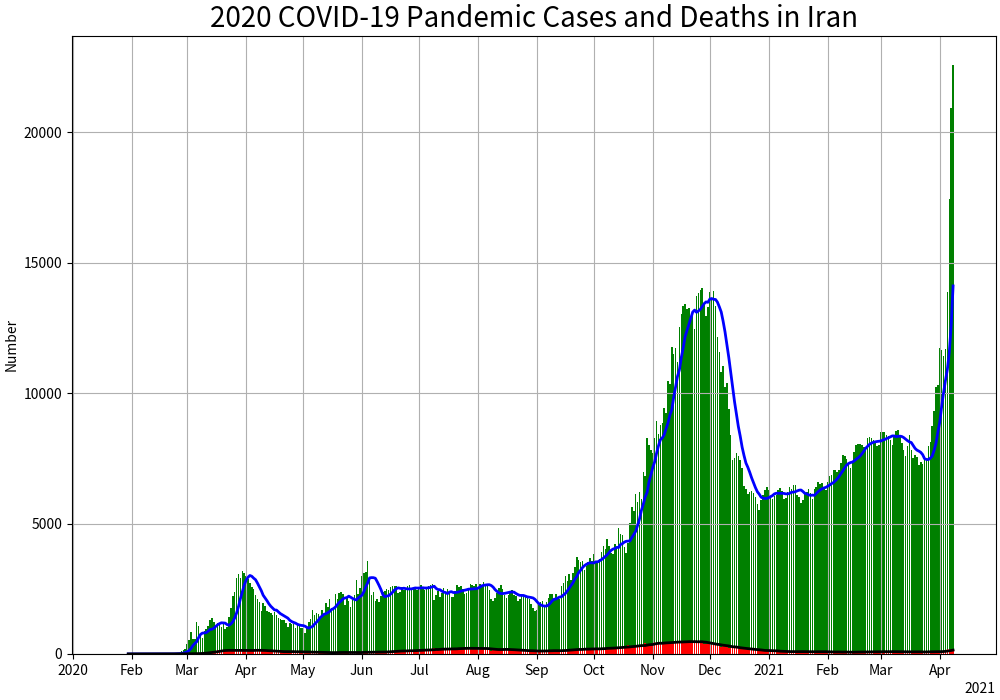 2020 COVID-19 Pandemic Cases and Deaths in Iran
Number
20000
15000
10000
5000
0
2020 Feb Mar Apr May Jun Jul Aug Sep Oct Nov Dec 2021 Feb Mar Apr
2021